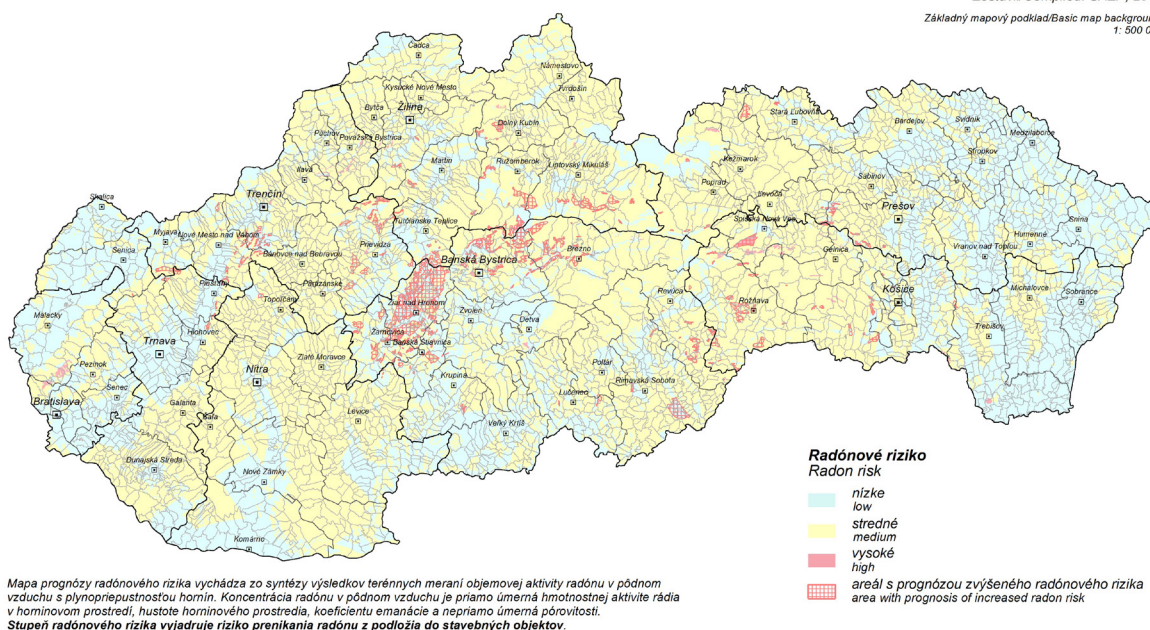 Základný mapový podklad/Basic map backgroun
1: 500 0
Čadca
Námestovo
Kysucké Nové Mesto
Tvrdošín
Bytča
Žilina
Stará Ľubovňa
Dolný Kubín
Bardejov
Svidník
Púchov
Považská Bystrica
Medzilaborce
Stropkov
Martin
Ružomberok
Liptovský Mikuláš
Kežmarok
Ilava
Poprad
Sabinov
Levoča
Skalica
Trenčín
Prešov
Turčianske Teplice
Spišská Nová Ves
Snina
Myjava
Nové Mesto nad Váhom
Humenné
Senica
Prievidza
Brezno
Gelnica
Vranov nad Topľou
Bánovce nad Bebravou
Banská Bystrica
Partizánske
Piešťany
Topoľčany
Revúca
Košice
Michalovce
Sobrance
Žiar nad Hronom
Rožňava
Malacky
Zvolen
Detva
Trebišov
Hlohovec
Žarnovica
Trnava
Banská Štiavnica
Zlaté Moravce
Pezinok
Poltár
Nitra
Krupina
Rimavská Sobota
Senec
Lučenec
Bratislava
Galanta
Levice
Šaľa
Veľký Krtíš
Dunajská Streda
Nové Zámky
Komárno
Radónové riziko
Radon risk
nízke
low
stredné
medium
vysoké
high
areál s prognózou zvýšeného radónového rizika
area with prognosis of increased radon risk
Mapa prognózy radónového rizika vychádza zo syntézy výsledkov terénnych meraní objemovej aktivity radónu v pôdnom
vzduchu s plynopriepustnosťou hornín. Koncentrácia radónu v pôdnom vzduchu je priamo úmerná hmotnostnej aktivite rádia
v horninovom prostredí, hustote horninového prostredia, koeficientu emanácie a nepriamo úmerná pórovitosti.
Stupeň radónového rizika vyjadruje riziko prenikania radónu z podložia do stavebných objektov.